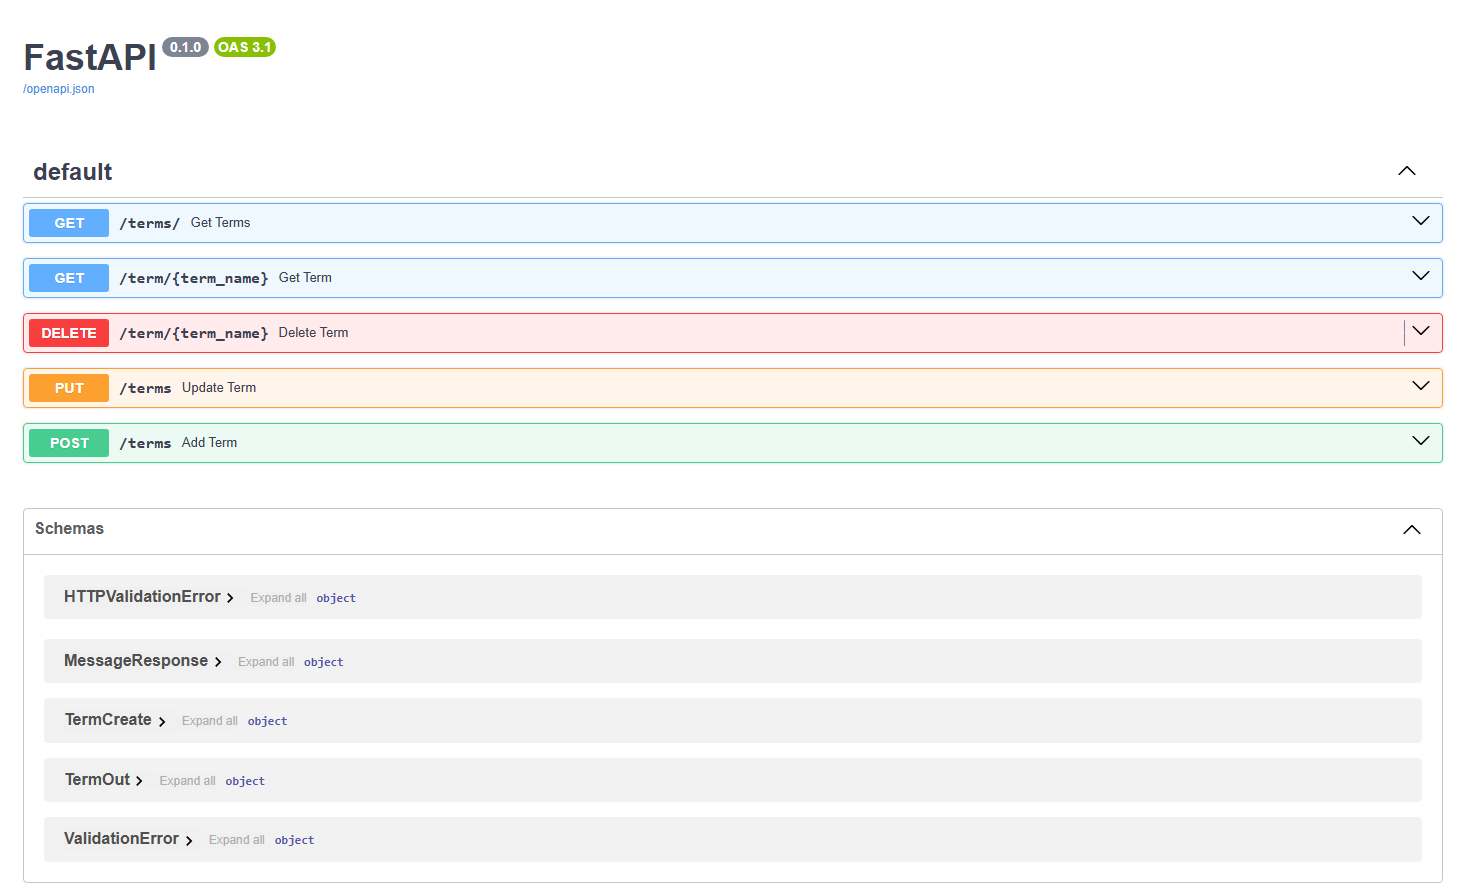 FastAPI 0.1.0 OAS 3.1
/openapi.json
default
GET /terms/ Get Terms
GET /term/{term_name} Get Term
DELETE /term/{term_name} Delete Term
PUT /terms Update Term
POST /terms Add Term
Schemas
HTTPValidationError Expand all object
MessageResponse Expand all object
TermCreate Expand all object
TermOut Expand all object
ValidationError Expand all object